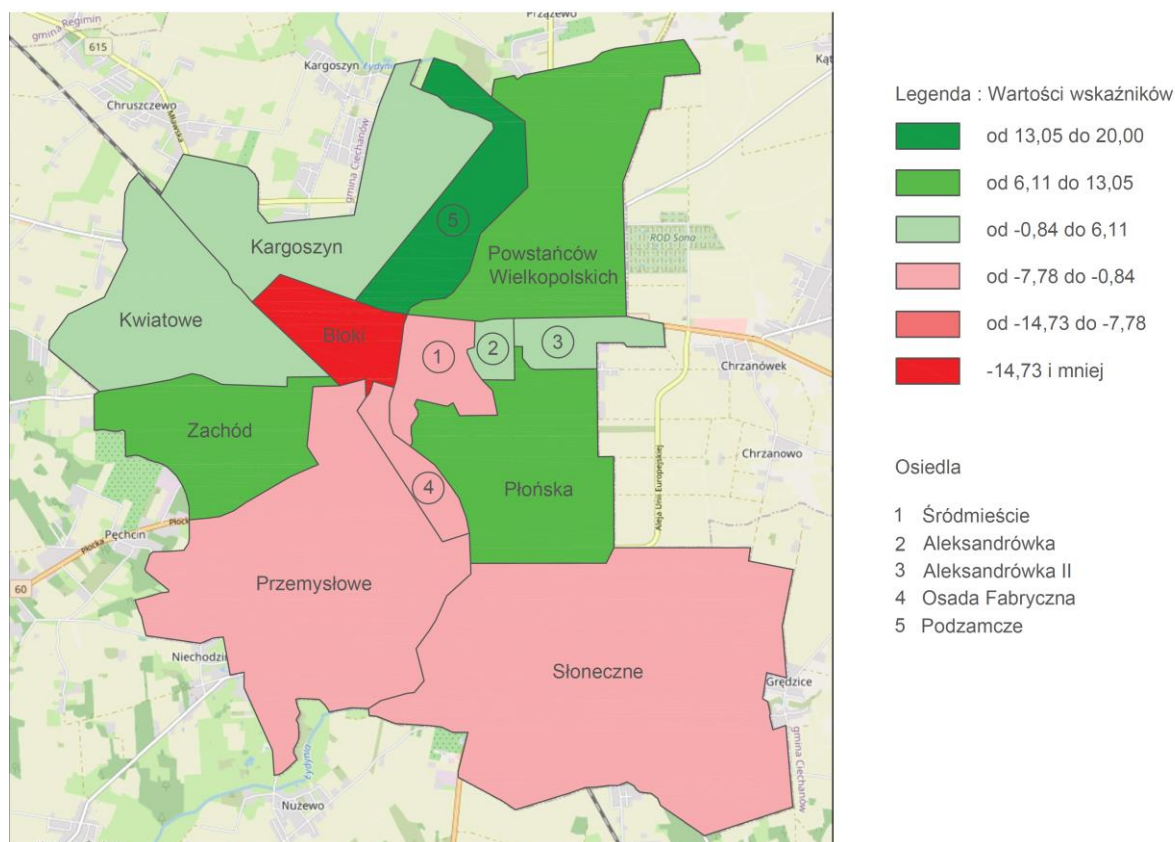 PRZĄŻEWO
gmina Regimin
615
Kargoszyn
Łydynia
Chruszczewo
Mławska
gmina Ciechanów
5
Kargoszyn
Powstańców
Wielkopolskich
ROD Sona
Kwiatowe
Bloki
1
2
3
Chrzanówek
Zachód
4
Płońska
Chrzanowo
Aleja Unii Europejskiej
Pęchcin
Płocka
Płock
60
Przemysłowe
Niechodzin
Słoneczne
Grędzice
gmina Ciechanów
Łydynia
Nużewo
Legenda : Wartości wskaźników
od 13,05 do 20,00
od 6,11 do 13,05
od -0,84 do 6,11
od -7,78 do -0,84
od -14,73 do -7,78
-14,73 i mniej
Osiedla
1 Śródmieście
2 Aleksandrówka
3 Aleksandrówka II
4 Osada Fabryczna
5 Podzamcze